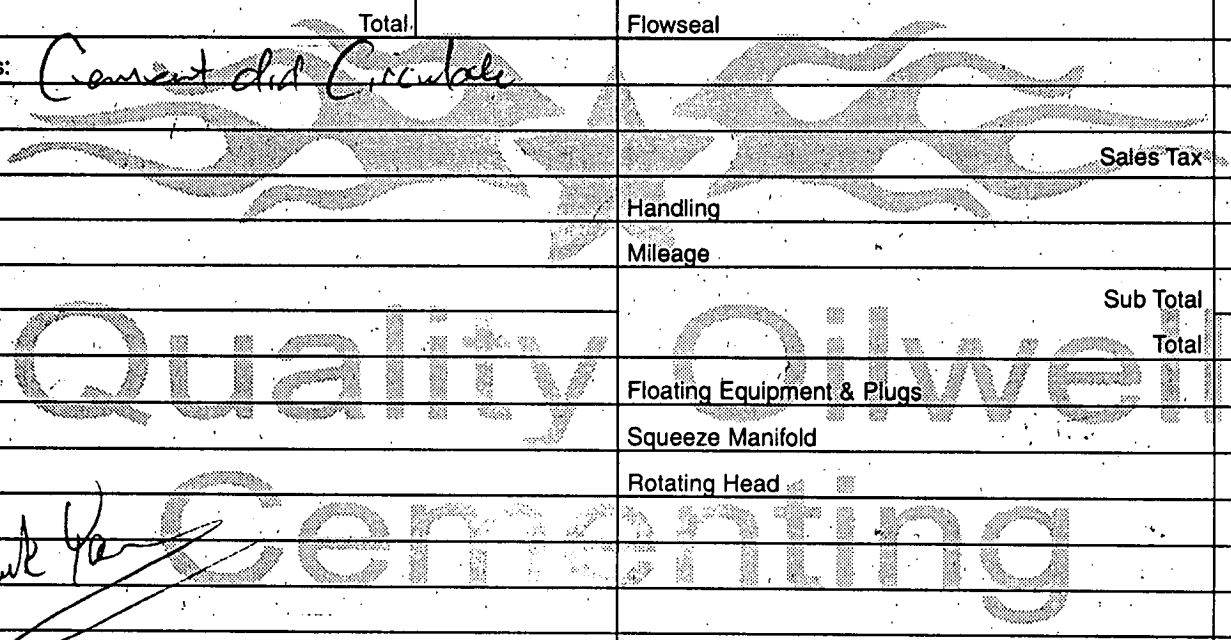 Total
s: Cement did Circulate
Flowseal
Sales Tax
Handling
Mileage
Sub Total
Total
Floating Equipment & Plugs
Squeeze Manifold
Rotating Head
Quality Oilwell
Cementing